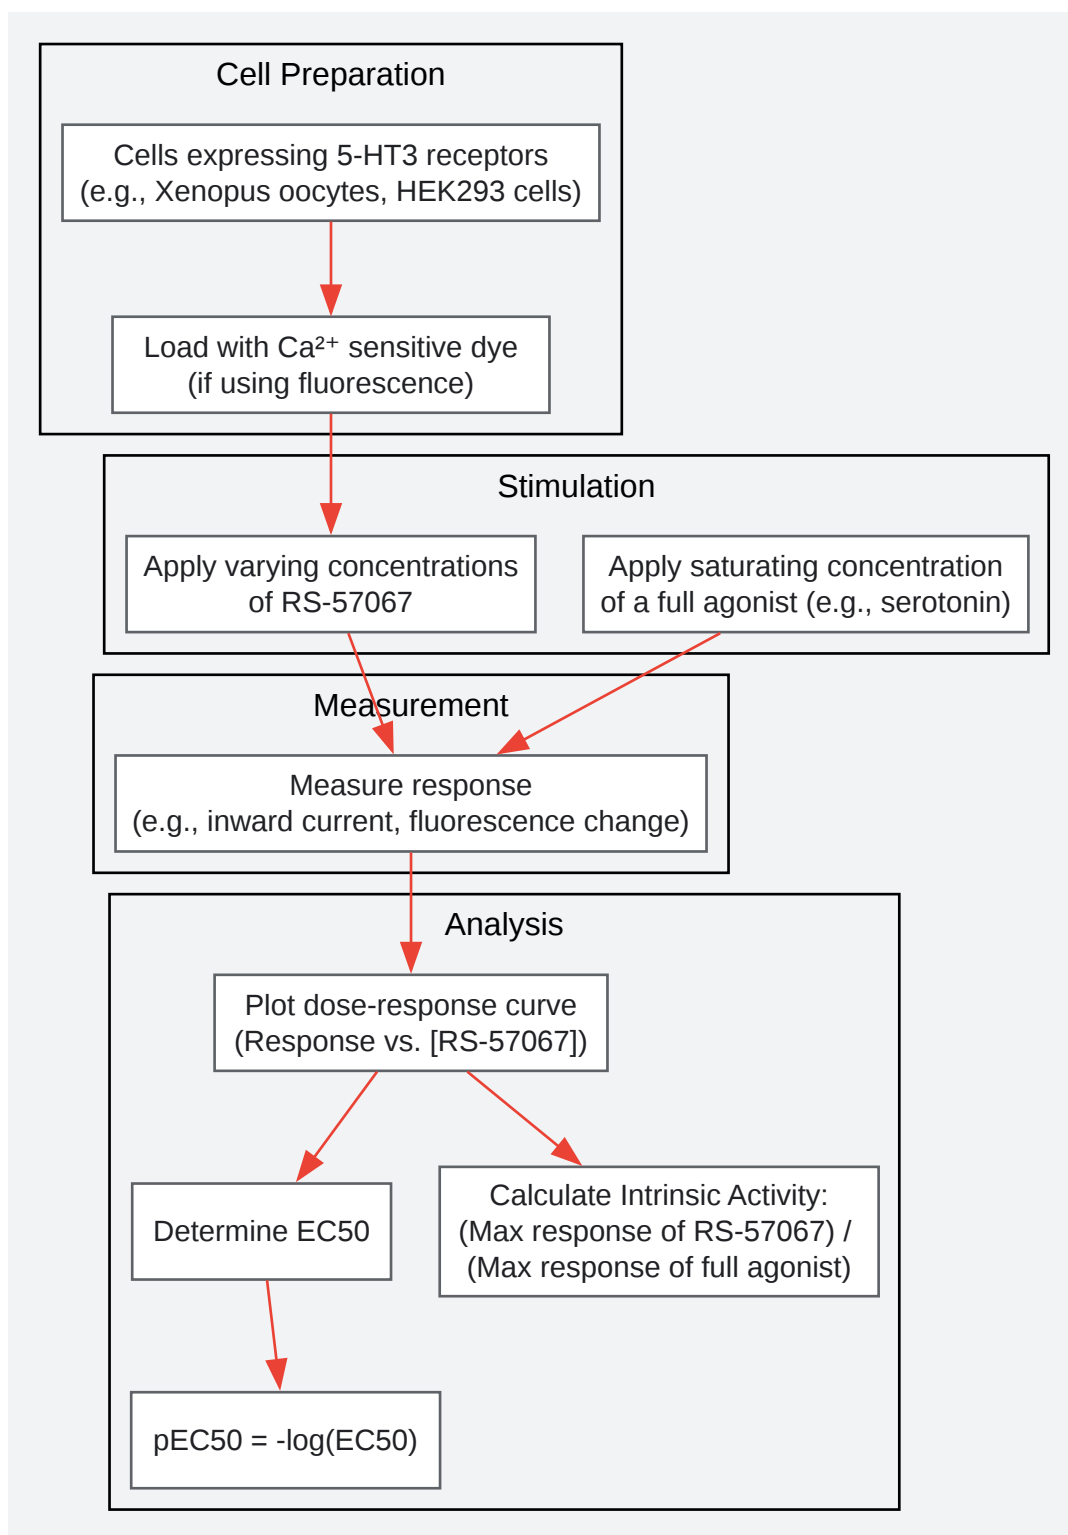 Cell Preparation
Cells expressing 5-HT3 receptors
(e.g., Xenopus oocytes, HEK293 cells)
Load with Ca²⁺ sensitive dye
(if using fluorescence)
Stimulation
Apply varying concentrations
of RS-57067
Apply saturating concentration
of a full agonist (e.g., serotonin)
Measurement
Measure response
(e.g., inward current, fluorescence change)
Analysis
Plot dose-response curve
(Response vs. [RS-57067])
Determine EC50
Calculate Intrinsic Activity:
(Max response of RS-57067) /
(Max response of full agonist)
pEC50 = -log(EC50)